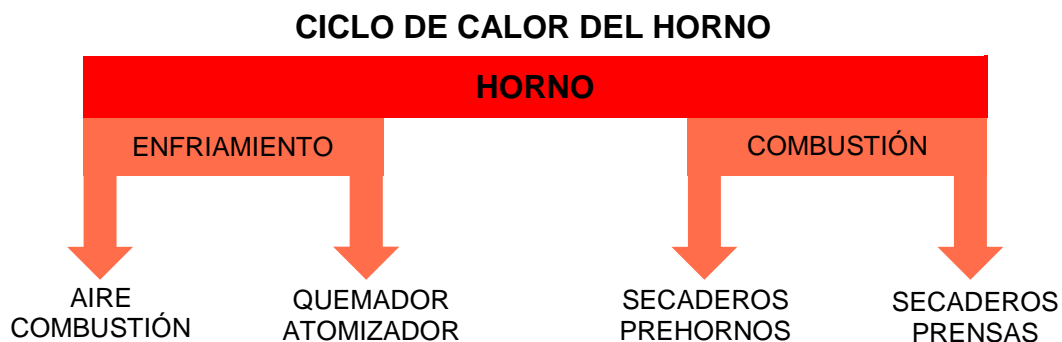 CICLO DE CALOR DEL HORNO
HORNO
ENFRIAMIENTO
COMBUSTIÓN
AIRE
COMBUSTIÓN
QUEMADOR
ATOMIZADOR
SECADEROS
PREHORNOS
SECADEROS
PRENSAS